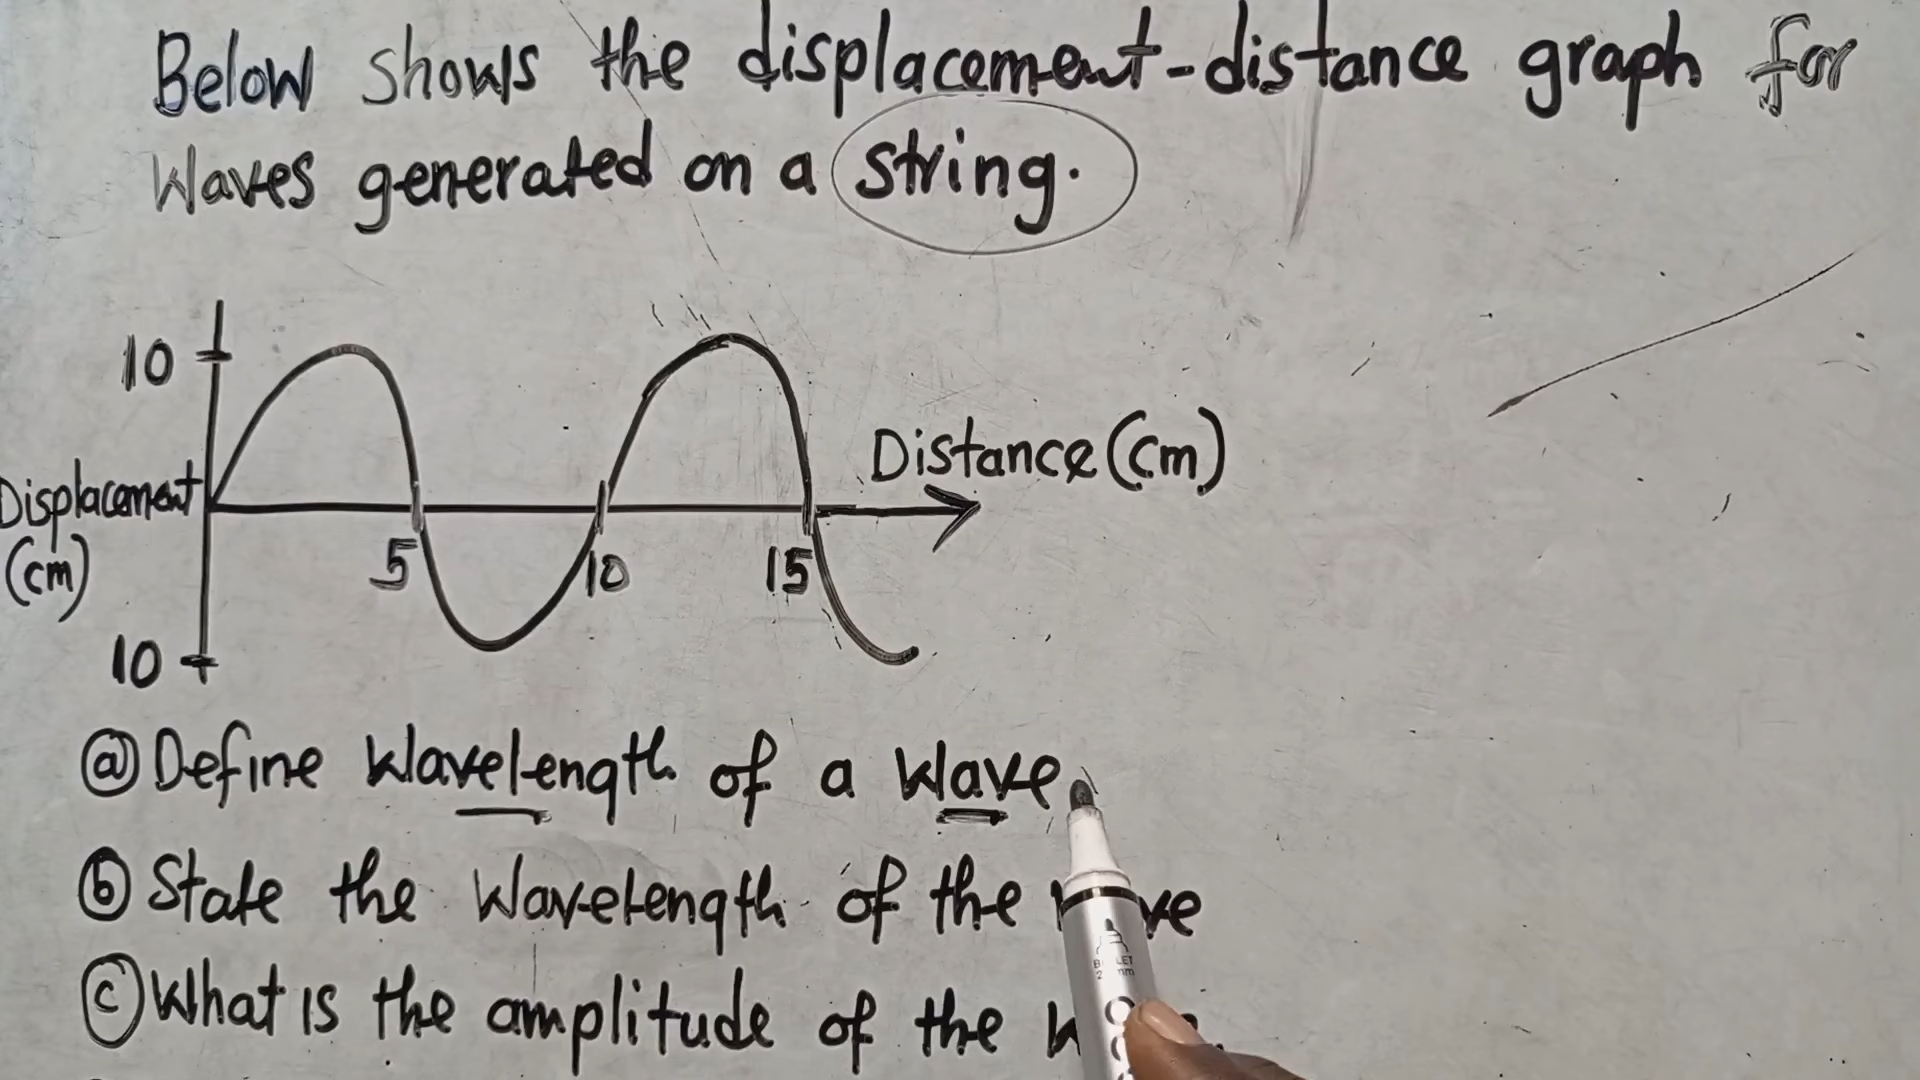 Below shows the displacement-distance graph for
Waves generated on a string.
10
Distance (cm)
Displacement
(cm)
5
10
15
10
(a) Define Wavelength of a Wave
(b) State the Wavelength of the
(c) What is the amplitude of the